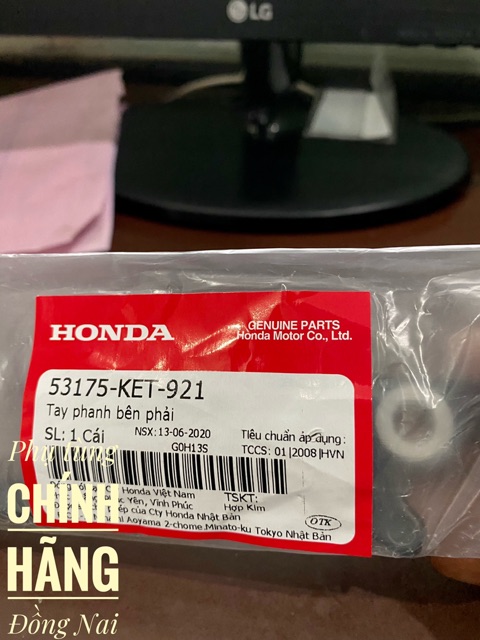 LG
HONDA
GENUINE PARTS
Honda Motor Co., Ltd.
53175-KET-921
Tay phanh bên phải
SL: 1 Cái
NSX: 13-06-2020
G0H13S
Tiêu chuẩn áp dụng :
TCCS: 01|2008|HVN
Honda Việt Nam
TSKT:
Yên, Vĩnh Phúc
Hợp Kim
của Cty Honda Nhật Bản
Aoyama 2-chome, Minato-ku Tokyo Nhật Bản
OTK
Phụ tùng
CHÍNH
HÃNG
Đồng Nai